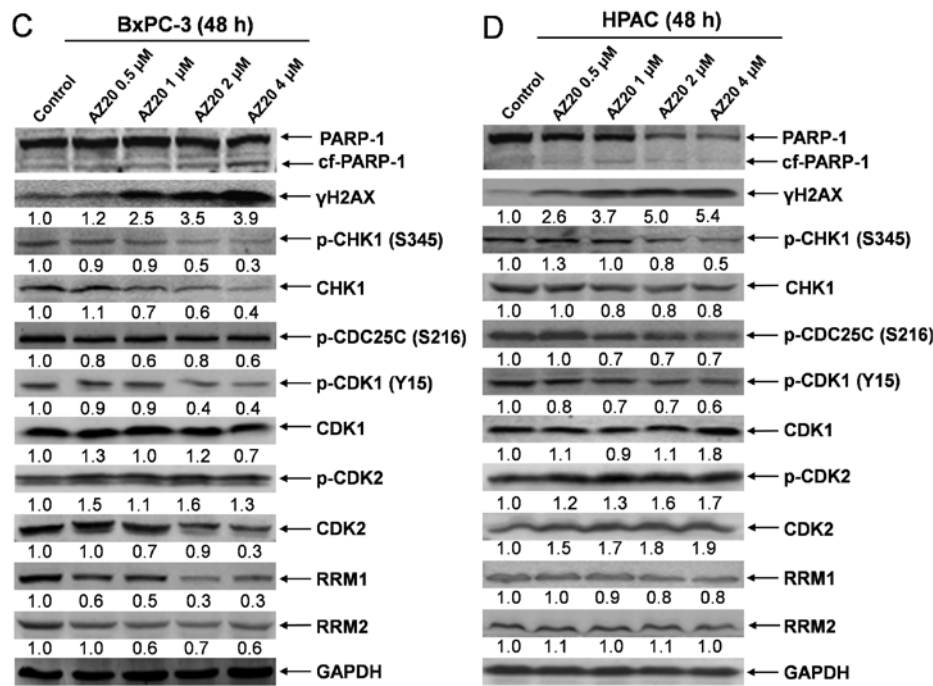 C
BxPC-3 (48 h)
Control
AZ20 0.5 μM
AZ20 1 μM
AZ20 2 μM
AZ20 4 μM
PARP-1
cf-PARP-1
γH2AX
1.0 1.2 2.5 3.5 3.9
p-CHK1 (S345)
1.0 0.9 0.9 0.5 0.3
CHK1
1.0 1.1 0.7 0.6 0.4
p-CDC25C (S216)
1.0 0.8 0.6 0.8 0.6
p-CDK1 (Y15)
1.0 0.9 0.9 0.4 0.4
CDK1
1.0 1.3 1.0 1.2 0.7
p-CDK2
1.0 1.5 1.1 1.6 1.3
CDK2
1.0 1.0 0.7 0.9 0.3
RRM1
1.0 0.6 0.5 0.3 0.3
RRM2
1.0 1.0 0.6 0.7 0.6
GAPDH
D
HPAC (48 h)
Control
AZ20 0.5 μM
AZ20 1 μM
AZ20 2 μM
AZ20 4 μM
PARP-1
cf-PARP-1
γH2AX
1.0 2.6 3.7 5.0 5.4
p-CHK1 (S345)
1.0 1.3 1.0 0.8 0.5
CHK1
1.0 1.0 0.8 0.8 0.8
p-CDC25C (S216)
1.0 1.0 0.7 0.7 0.7
p-CDK1 (Y15)
1.0 0.8 0.7 0.7 0.6
CDK1
1.0 1.1 0.9 1.1 1.8
p-CDK2
1.0 1.2 1.3 1.6 1.7
CDK2
1.0 1.5 1.7 1.8 1.9
RRM1
1.0 1.0 0.9 0.8 0.8
RRM2
1.0 1.1 1.0 1.1 1.0
GAPDH